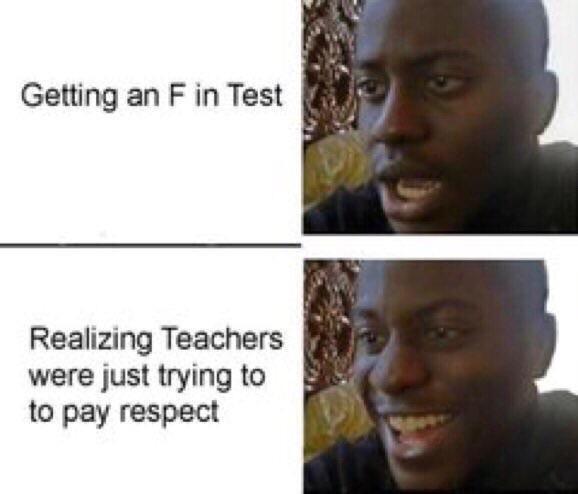 Getting an F in Test
Realizing Teachers
were just trying to
to pay respect